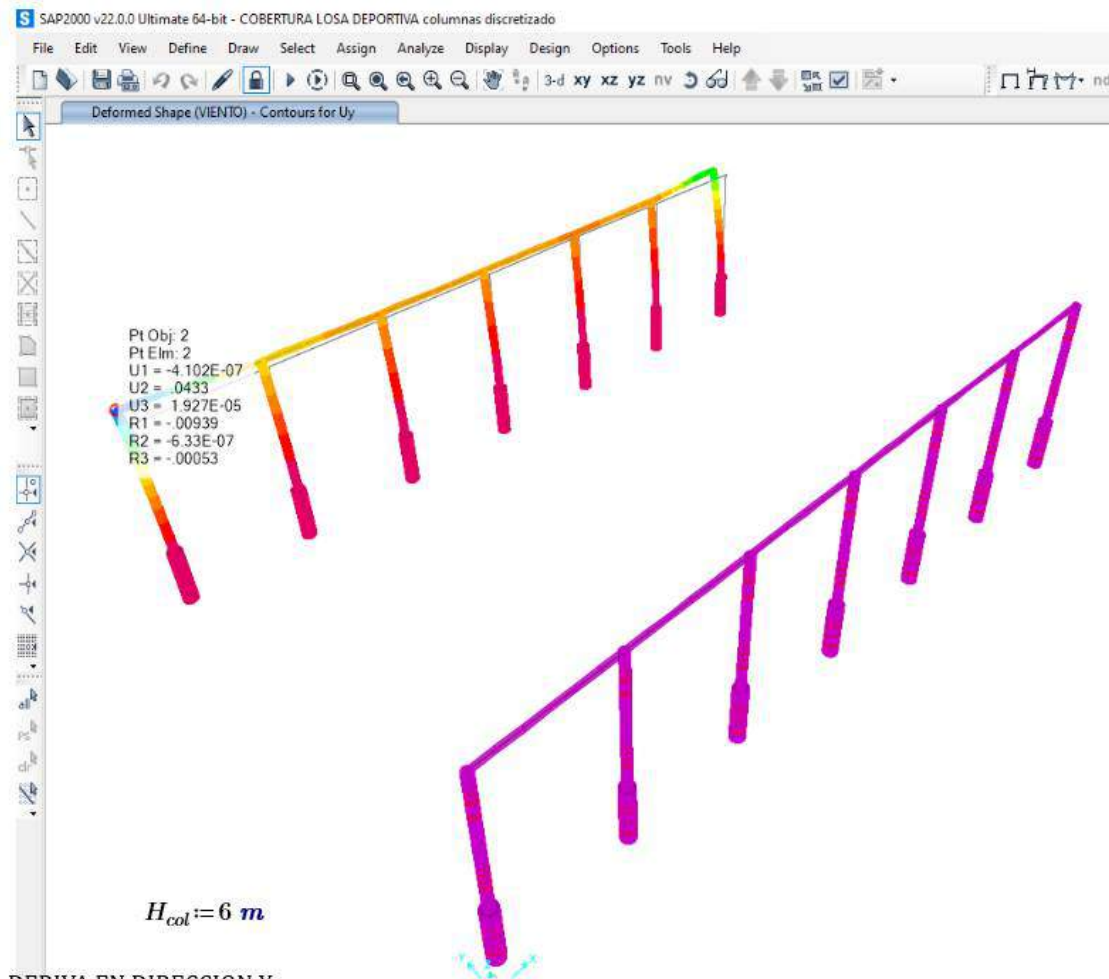 SAP2000 v22.0.0 Ultimate 64-bit - COBERTURA LOSA DEPORTIVA columnas discretizado
File Edit View Define Draw Select Assign Analyze Display Design Options Tools Help
3-d xy xz yz nv
Deformed Shape (VIENTO) - Contours for Uy
Pt Obj: 2
Pt Elm: 2
U1 = -4.102E-07
U2 = .0433
U3 = 1.927E-05
R1 = -.00939
R2 = -6.33E-07
R3 = -.00053
H_col := 6 m
DERIVA EN DIRECCION